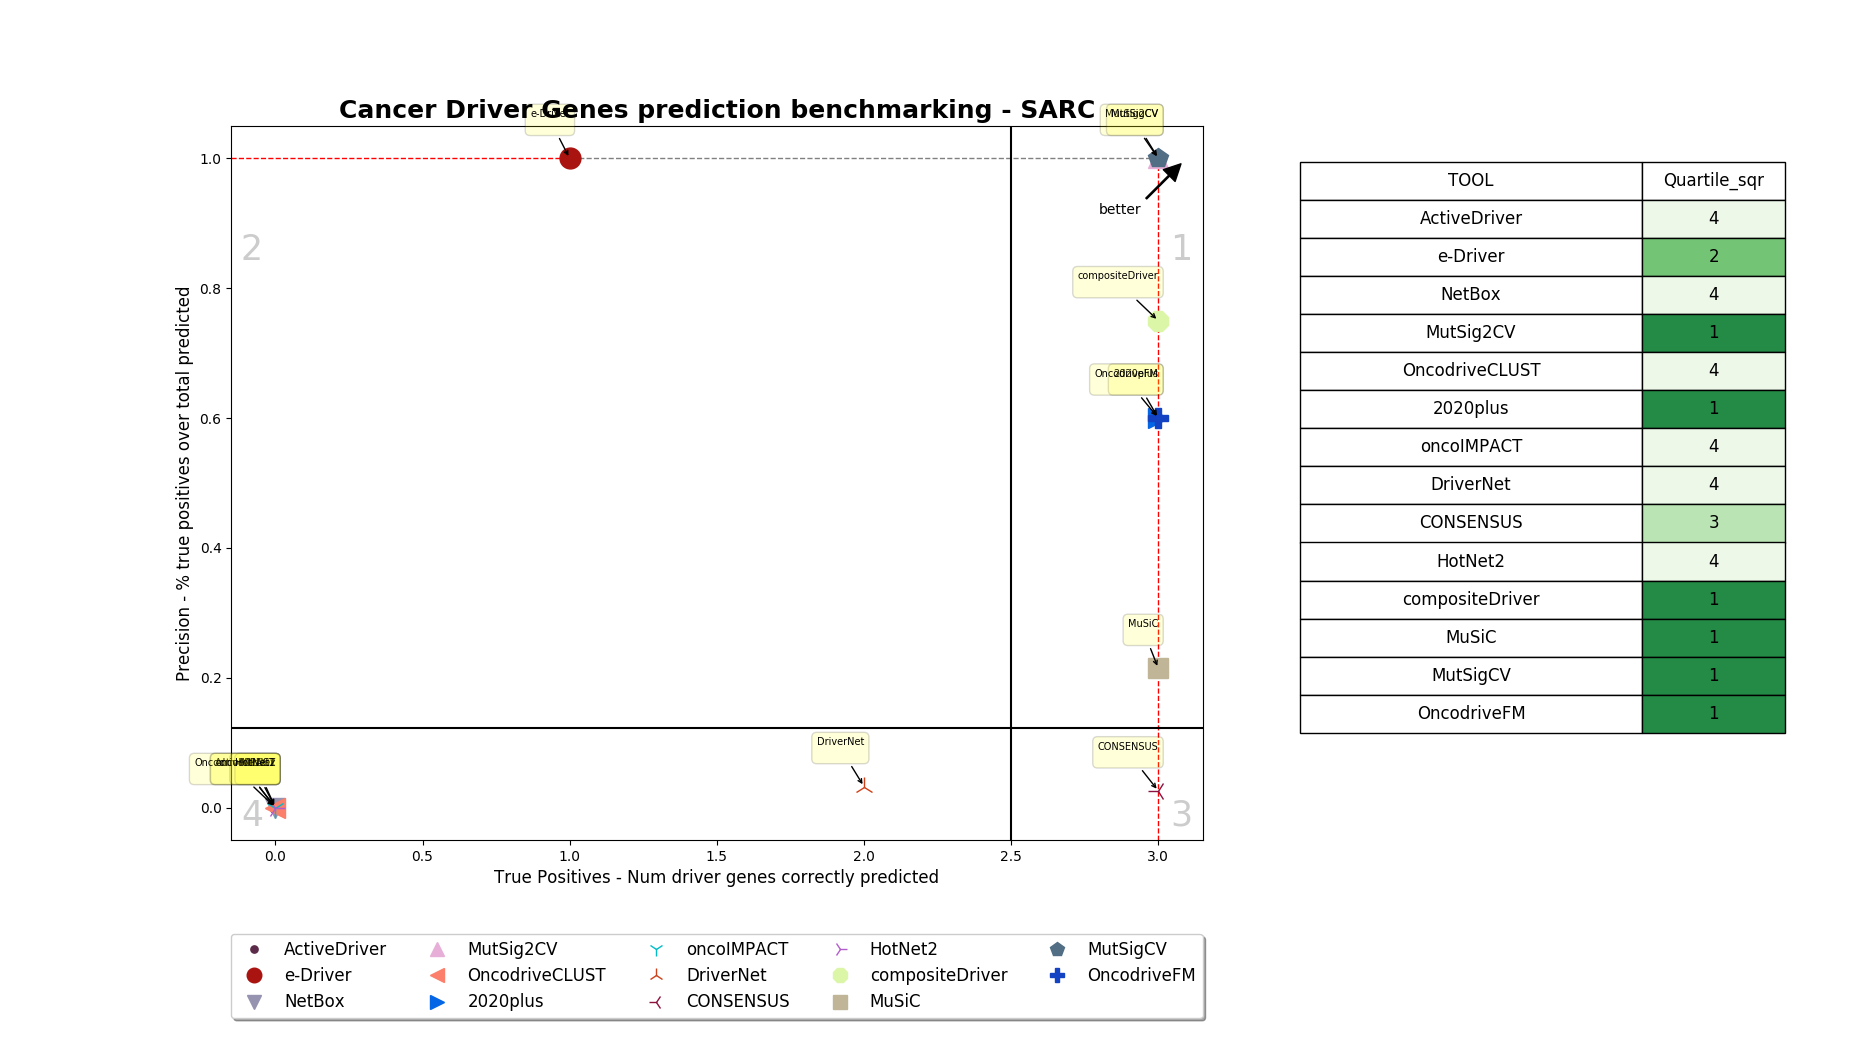 Cancer Driver Genes prediction benchmarking - SARC
MutSigCV
1.0
better
2
1
compositeDriver
0.8
0.6
0.4
MuSiC
0.2
DriverNet
CONSENSUS
0.0
4
3
0.0 0.5 1.0 1.5 2.0 2.5 3.0
Precision - % true positives over total predicted
True Positives - Num driver genes correctly predicted
TOOL Quartile_sqr
ActiveDriver 4
e-Driver 2
NetBox 4
MutSig2CV 1
OncodriveCLUST 4
2020plus 1
oncoIMPACT 4
DriverNet 4
CONSENSUS 3
HotNet2 4
compositeDriver 1
MuSiC 1
MutSigCV 1
OncodriveFM 1
ActiveDriver MutSig2CV oncoIMPACT HotNet2 MutSigCV
e-Driver OncodriveCLUST DriverNet compositeDriver OncodriveFM
NetBox 2020plus CONSENSUS MuSiC